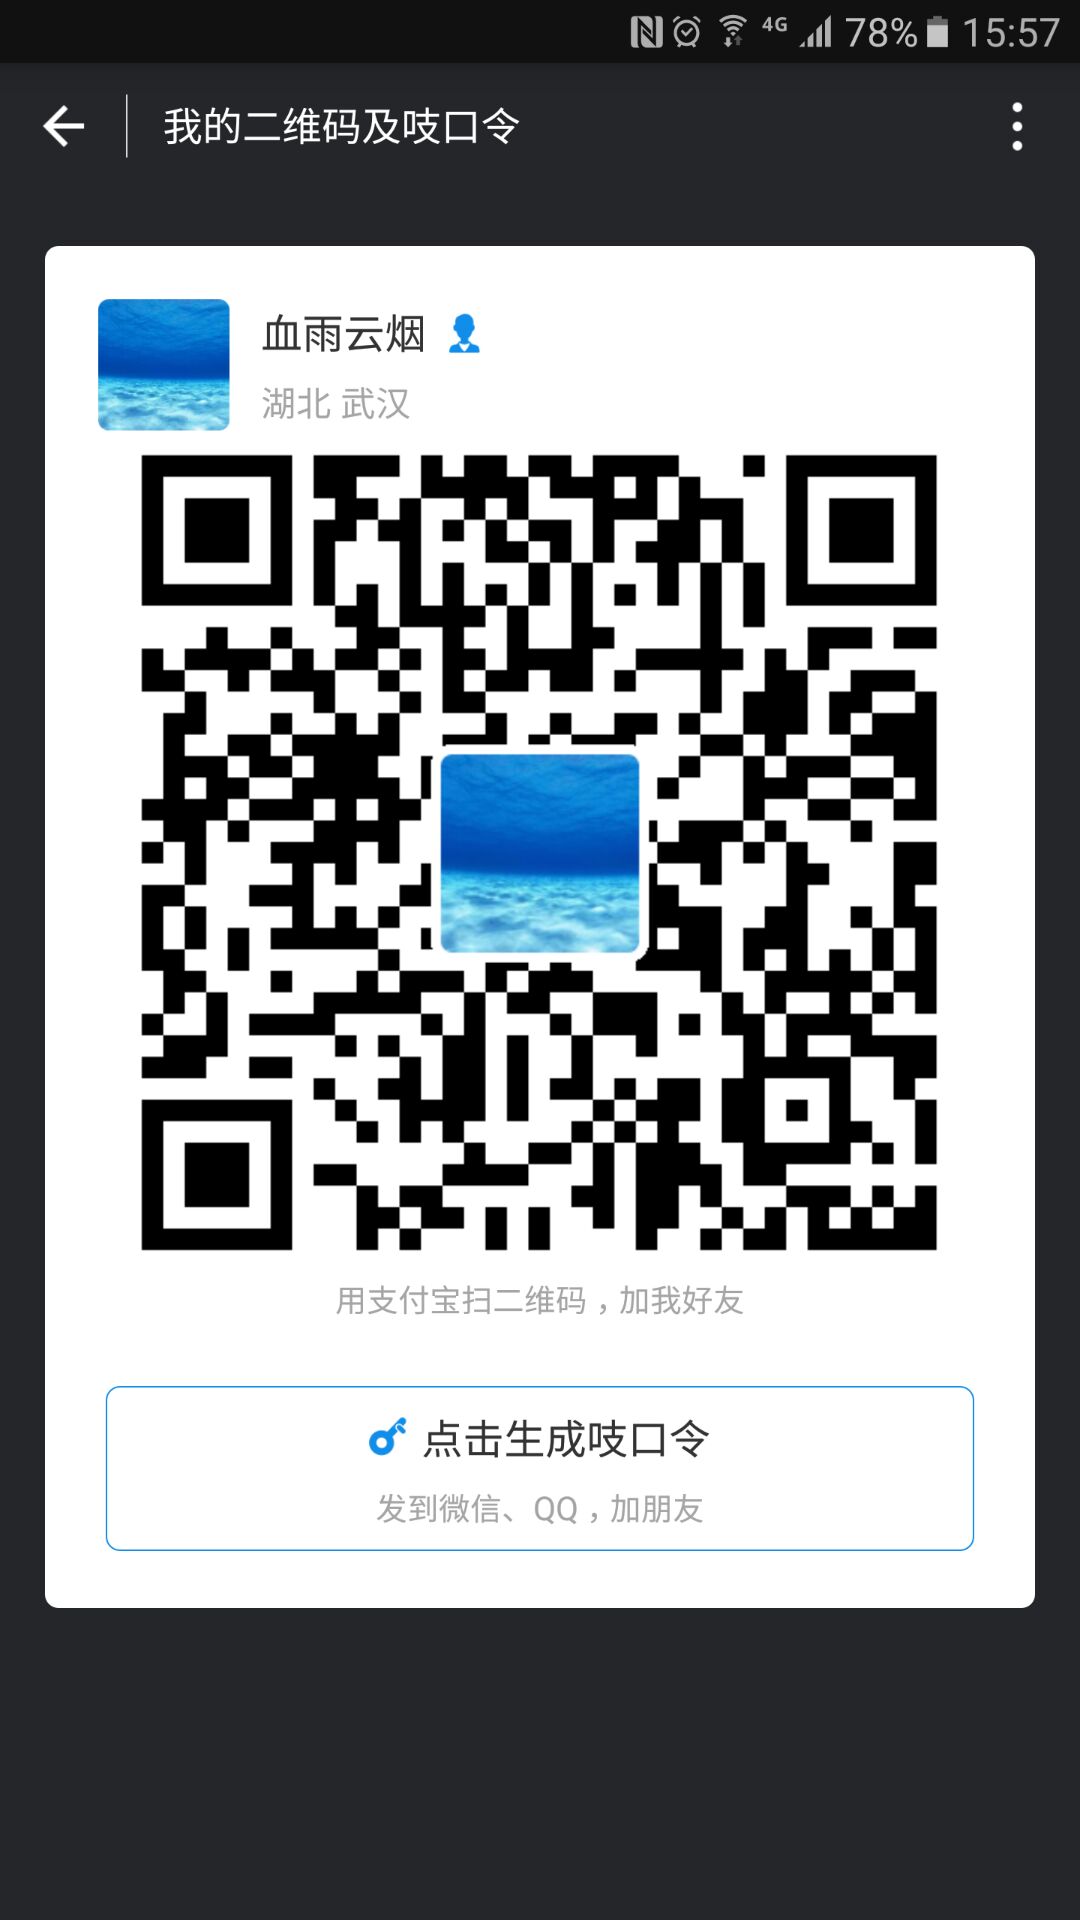 4G 78% 15:57
我的二维码及吱口令
血雨云烟
湖北 武汉
用支付宝扫二维码，加我好友
点击生成吱口令
发到微信、QQ，加朋友